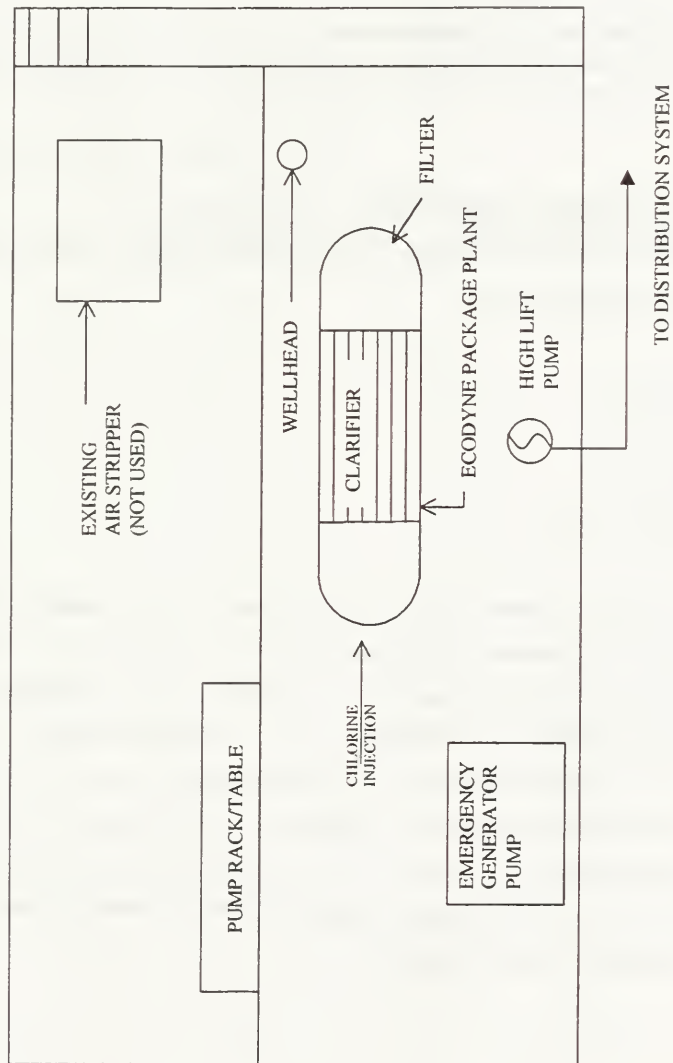 EXISTING
AIR STRIPPER
(NOT USED)
PUMP RACK/TABLE
WELLHEAD
CLARIFIER
FILTER
CHLORINE
INJECTION
ECODYNE PACKAGE PLANT
HIGH LIFT
PUMP
EMERGENCY
GENERATOR
PUMP
TO DISTRIBUTION SYSTEM